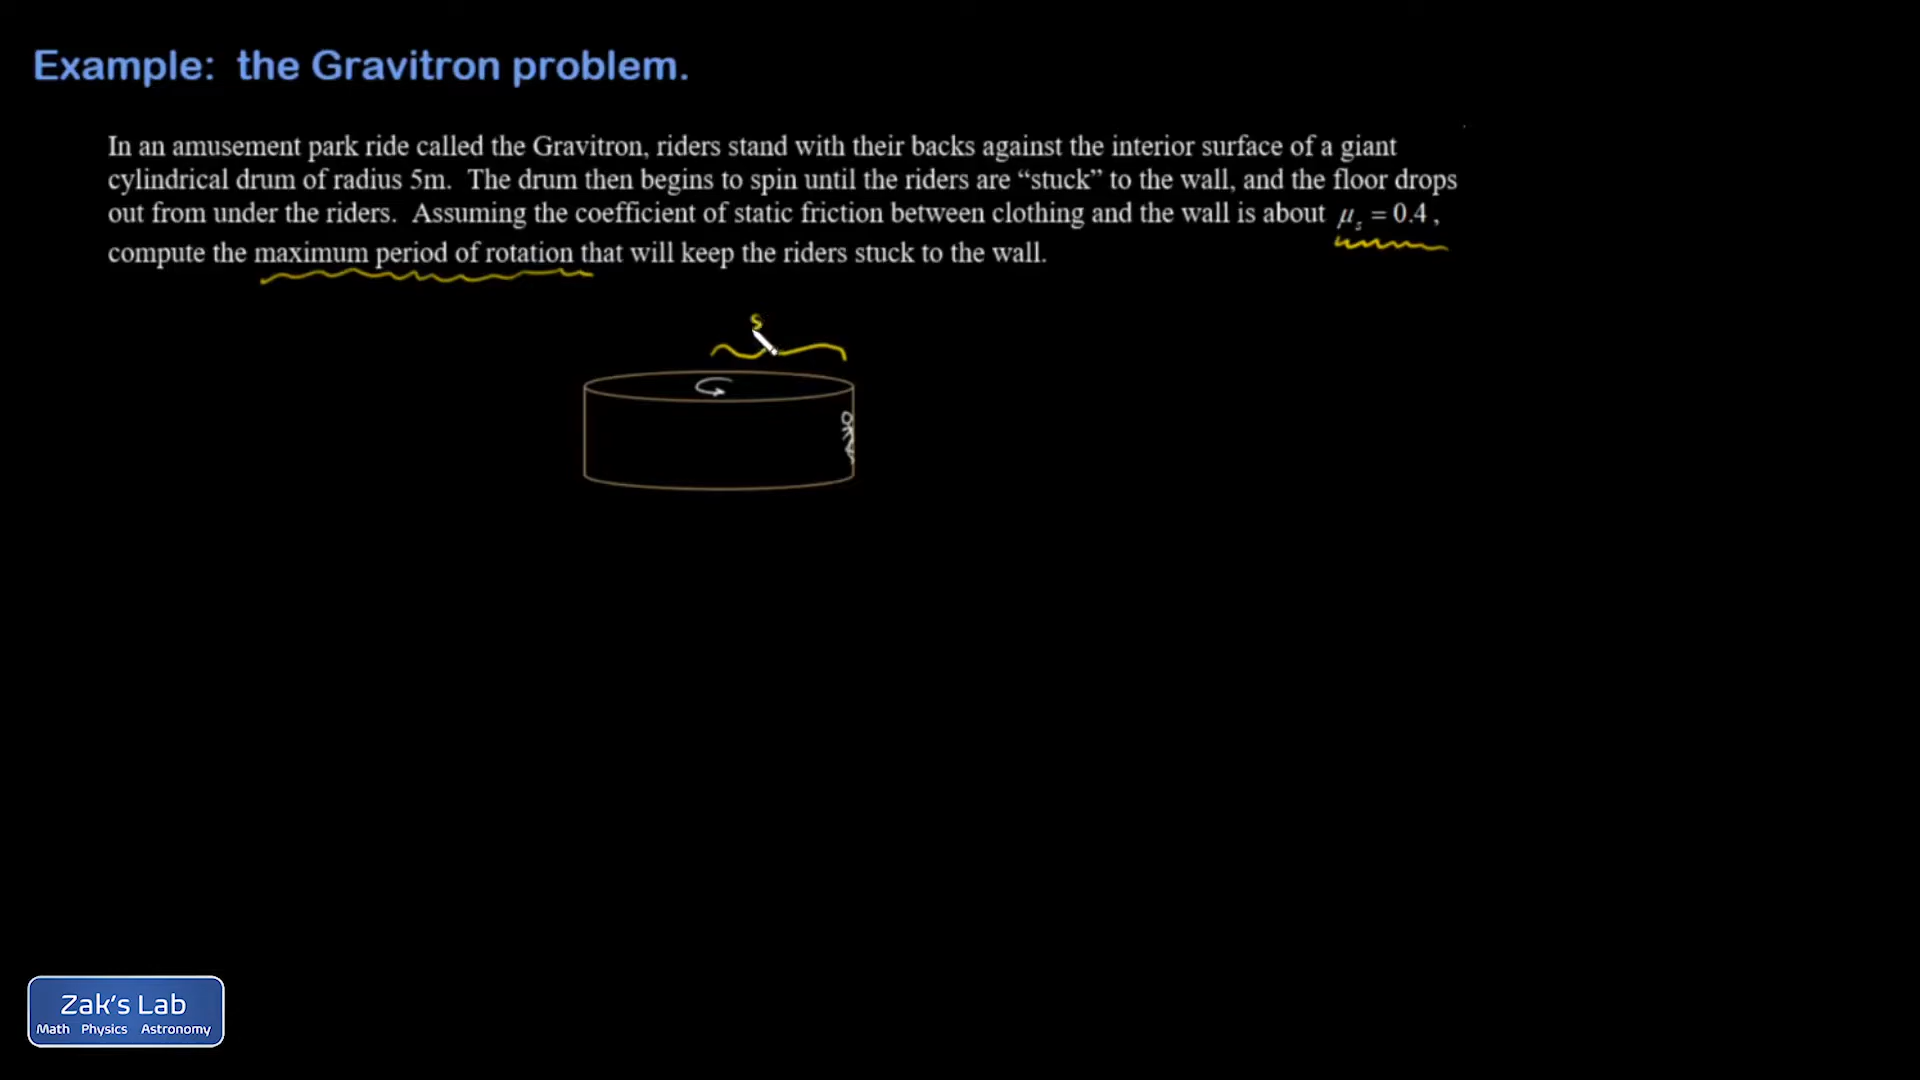 Example: the Gravitron problem.
In an amusement park ride called the Gravitron, riders stand with their backs against the interior surface of a giant
cylindrical drum of radius 5m. The drum then begins to spin until the riders are “stuck” to the wall, and the floor drops
out from under the riders. Assuming the coefficient of static friction between clothing and the wall is about μₛ = 0.4 ,
compute the maximum period of rotation that will keep the riders stuck to the wall.
Zak's Lab
Math Physics Astronomy